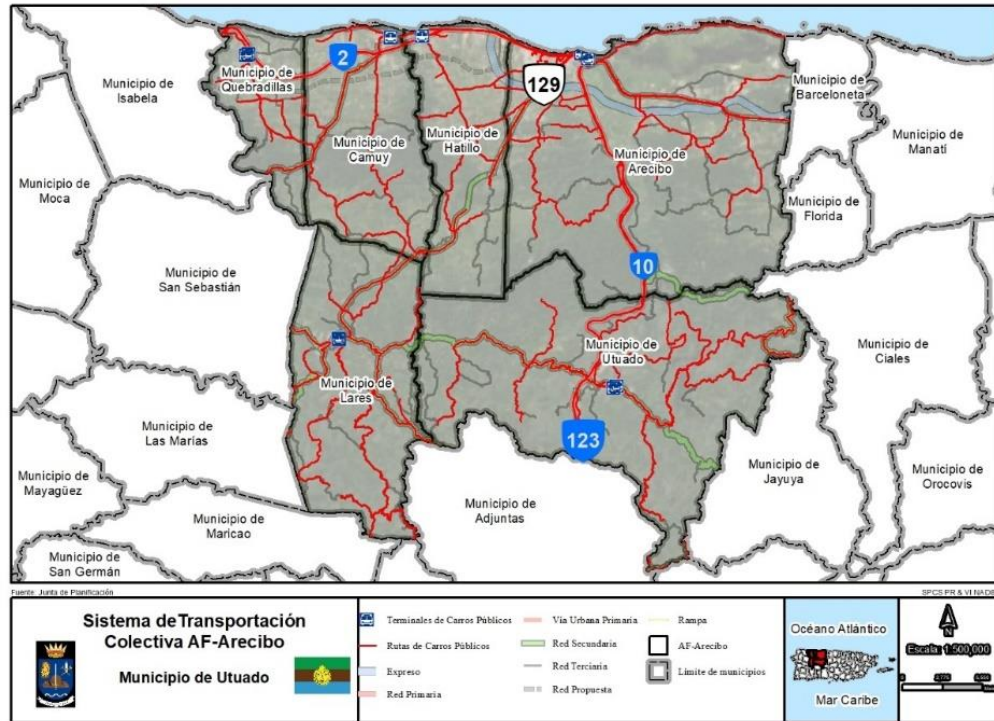 Municipio de
Isabela
Municipio de
Quebradillas
2
Municipio de
Camuy
Municipio de
Hatillo
129
Municipio de
Arecibo
Municipio de
Barceloneta
Municipio de
Manatí
Municipio de
Florida
Municipio de
Moca
Municipio de
San Sebastián
10
Municipio de
Ciales
Municipio de
Utuado
Municipio de
Lares
Municipio de
Las Marías
123
Municipio de
Mayagüez
Municipio de
Jayuya
Municipio de
Orocovis
Municipio de
Adjuntas
Municipio de
Maricao
Municipio de
San Germán
Fuente: Junta de Planificación
Sistema de Transportación
Colectiva AF-Arecibo
Municipio de Utuado
Terminales de Carros Públicos
Rutas de Carros Públicos
Expreso
Red Primaria
Vía Urbana Primaria
Red Secundaria
Red Terciaria
Red Propuesta
Rampa
AF-Arecibo
Límite de municipios
Océano Atlántico
Mar Caribe
N
Escala: 1:500,000